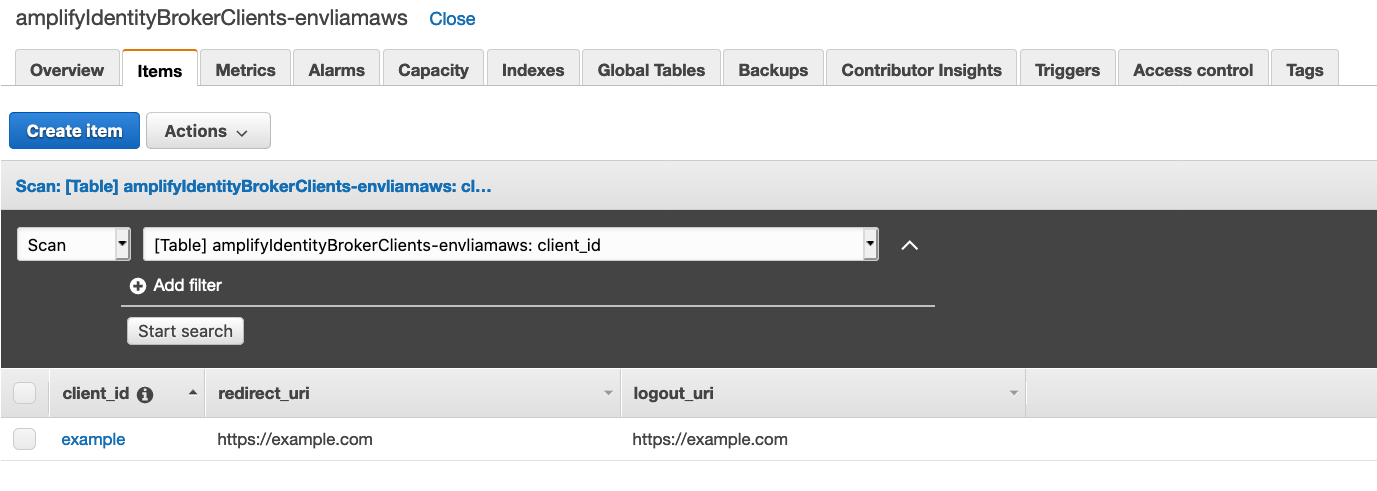 amplifyIdentityBrokerClients-envliamaws Close
Overview Items Metrics Alarms Capacity Indexes Global Tables Backups Contributor Insights Triggers Access control Tags
Create item Actions
Scan: [Table] amplifyIdentityBrokerClients-envliamaws: cl...
Scan [Table] amplifyIdentityBrokerClients-envliamaws: client_id
Add filter
Start search
client_id redirect_uri logout_uri
example https://example.com https://example.com